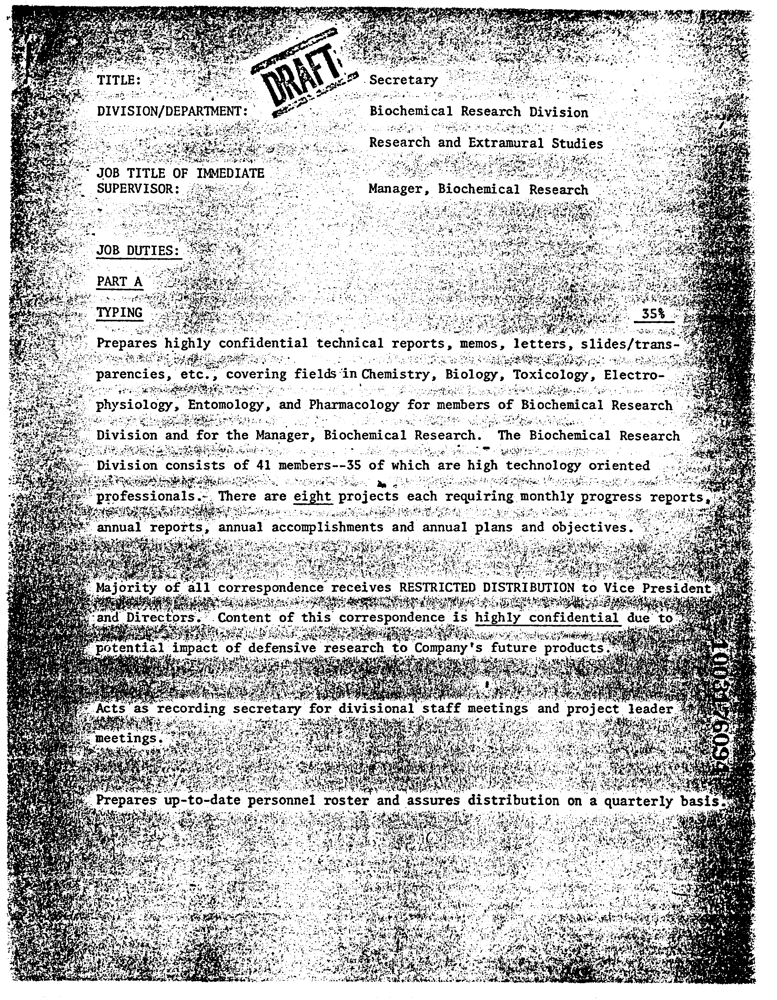 DRAFT
TITLE: Secretary
DIVISION/DEPARTMENT: Biochemical Research Division
Research and Extramural Studies
JOB TITLE OF IMMEDIATE
SUPERVISOR: Manager, Biochemical Research
JOB DUTIES:
PART A
TYPING 35%
Prepares highly confidential technical reports, memos, letters, slides/trans-
parencies, etc., covering fields in Chemistry, Biology, Toxicology, Electro-
physiology, Entomology, and Pharmacology for members of Biochemical Research
Division and for the Manager, Biochemical Research. The Biochemical Research
Division consists of 41 members--35 of which are high technology oriented
professionals. There are eight projects each requiring monthly progress reports,
annual reports, annual accomplishments and annual plans and objectives.
Majority of all correspondence receives RESTRICTED DISTRIBUTION to Vice President
and Directors. Content of this correspondence is highly confidential due to
potential impact of defensive research to Company's future products.
Acts as recording secretary for divisional staff meetings and project leader
meetings.
Prepares up-to-date personnel roster and assures distribution on a quarterly basis.